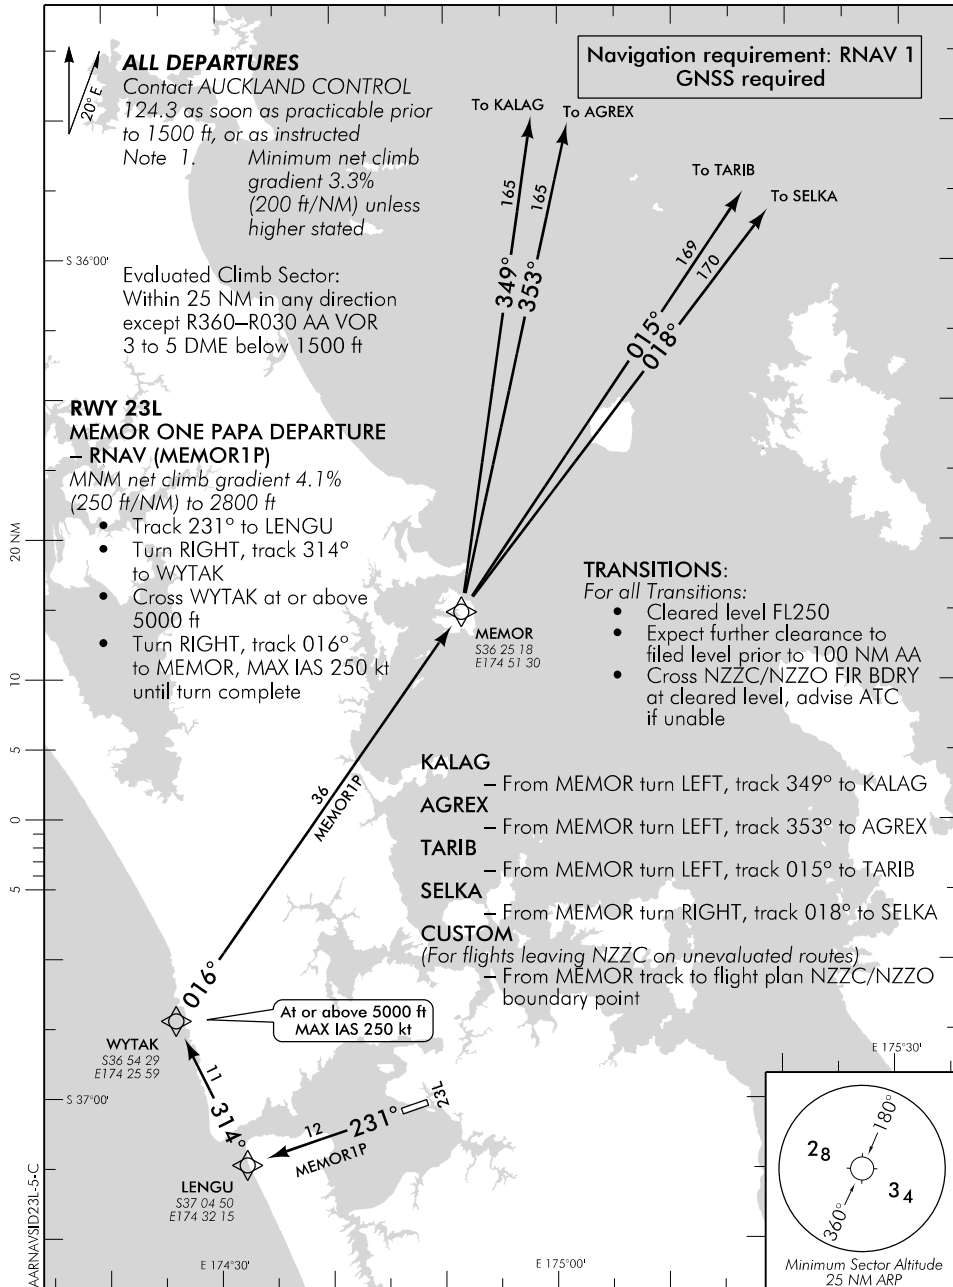 ALL DEPARTURES
Contact AUCKLAND CONTROL
124.3 as soon as practicable prior
to 1500 ft, or as instructed
Note 1. Minimum net climb
gradient 3.3%
(200 ft/NM) unless
higher stated
20° E
Navigation requirement: RNAV 1
GNSS required
To KALAG
To AGREX
To TARIB
To SELKA
165
165
169
170
349°
353°
015°
018°
S 36°00'
Evaluated Climb Sector:
Within 25 NM in any direction
except R360–R030 AA VOR
3 to 5 DME below 1500 ft
RWY 23L
MEMOR ONE PAPA DEPARTURE
– RNAV (MEMOR1P)
MNM net climb gradient 4.1%
(250 ft/NM) to 2800 ft
• Track 231° to LENGU
• Turn RIGHT, track 314°
to WYTAK
• Cross WYTAK at or above
5000 ft
• Turn RIGHT, track 016°
to MEMOR, MAX IAS 250 kt
until turn complete
20 NM
10
5
0
5
MEMOR
S36 25 18
E174 51 30
TRANSITIONS:
For all Transitions:
• Cleared level FL250
• Expect further clearance to
filed level prior to 100 NM AA
• Cross NZZC/NZZO FIR BDRY
at cleared level, advise ATC
if unable
KALAG
– From MEMOR turn LEFT, track 349° to KALAG
AGREX
– From MEMOR turn LEFT, track 353° to AGREX
TARIB
– From MEMOR turn LEFT, track 015° to TARIB
SELKA
– From MEMOR turn RIGHT, track 018° to SELKA
CUSTOM
(For flights leaving NZZC on unevaluated routes)
– From MEMOR track to flight plan NZZC/NZZO
boundary point
36
MEMOR1P
016°
At or above 5000 ft
MAX IAS 250 kt
WYTAK
S36 54 29
E174 25 59
11
314°
S 37°00'
12
231°
23L
MEMOR1P
LENGU
S37 04 50
E174 32 15
E 175°30'
180°
28
34
360°
Minimum Sector Altitude
25 NM ARP
E 174°30'
E 175°00'
AARNAVSID23L-5-C